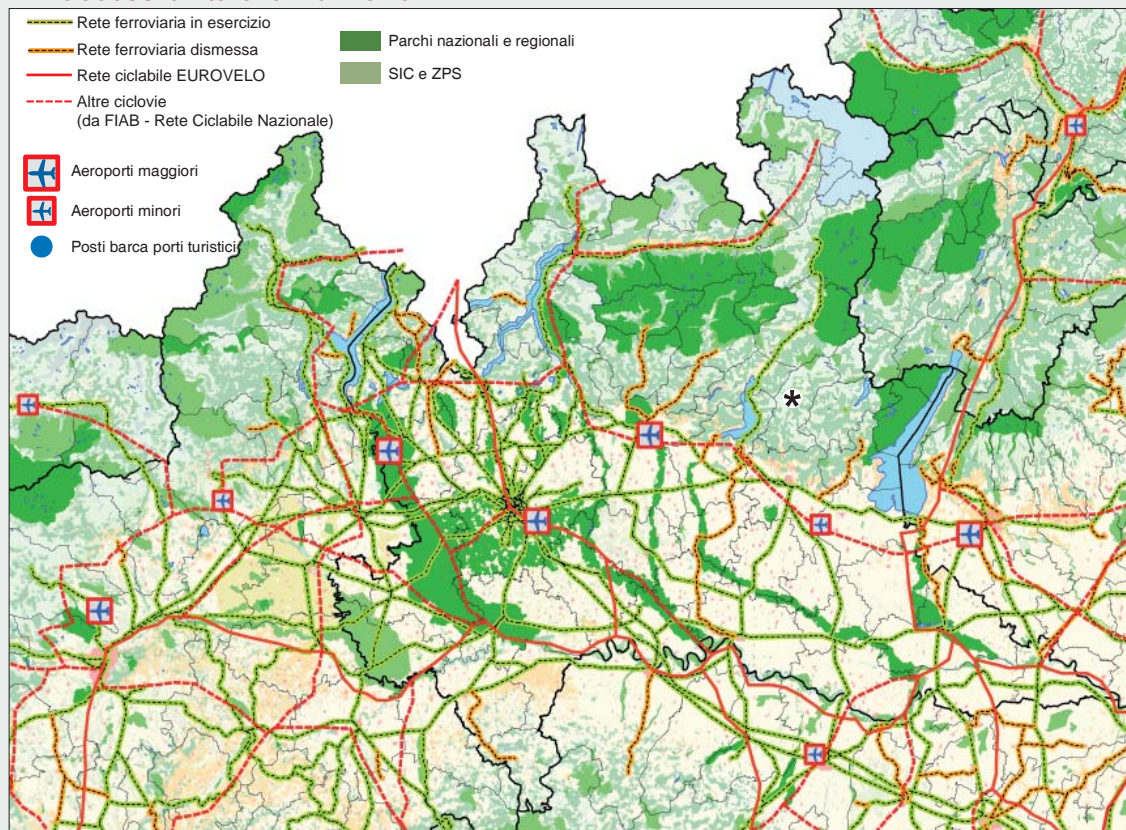 Rete ferroviaria in esercizio
Rete ferroviaria dismessa
Rete ciclabile EUROVELO
Altre ciclovie
(da FIAB - Rete Ciclabile Nazionale)
Aeroporti maggiori
Aeroporti minori
Posti barca porti turistici
Parchi nazionali e regionali
SIC e ZPS
*